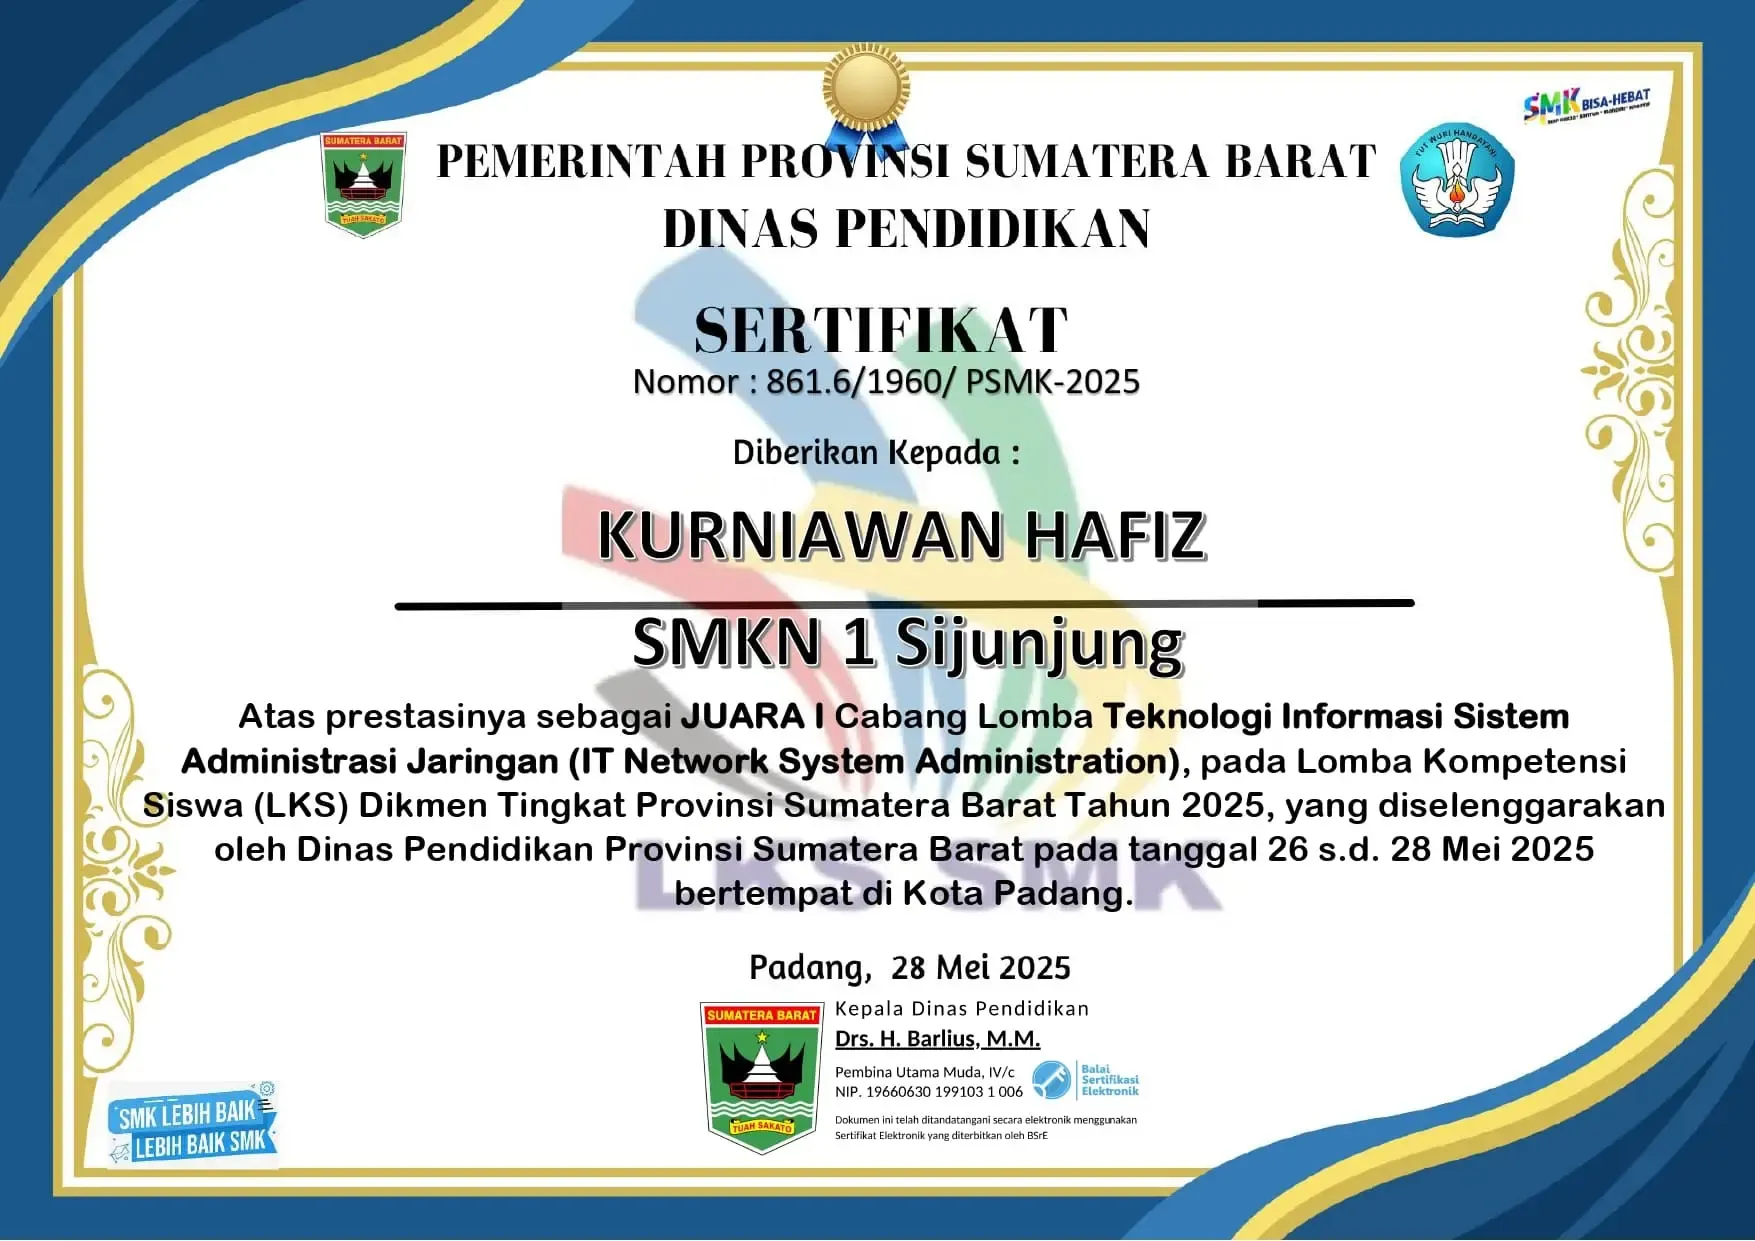 SMK BISA-HEBAT
SUMATERA BARAT
TUAH SAKATO
TUT WURI HANDAYANI
PEMERINTAH PROVINSI SUMATERA BARAT
DINAS PENDIDIKAN
SERTIFIKAT
Nomor : 861.6/1960/ PSMK-2025
Diberikan Kepada :
KURNIAWAN HAFIZ
SMKN 1 Sijunjung
Atas prestasinya sebagai JUARA I Cabang Lomba Teknologi Informasi Sistem
Administrasi Jaringan (IT Network System Administration), pada Lomba Kompetensi
Siswa (LKS) Dikmen Tingkat Provinsi Sumatera Barat Tahun 2025, yang diselenggarakan
oleh Dinas Pendidikan Provinsi Sumatera Barat pada tanggal 26 s.d. 28 Mei 2025
bertempat di Kota Padang.
LKS SMK
Padang, 28 Mei 2025
SUMATERA BARAT
TUAH SAKATO
Kepala Dinas Pendidikan
Drs. H. Barlius, M.M.
Pembina Utama Muda, IV/c
NIP. 19660630 199103 1 006
Balai
Sertifikasi
Elektronik
Dokumen ini telah ditandatangani secara elektronik menggunakan
Sertifikat Elektronik yang diterbitkan oleh BSrE
SMK LEBIH BAIK
LEBIH BAIK SMK